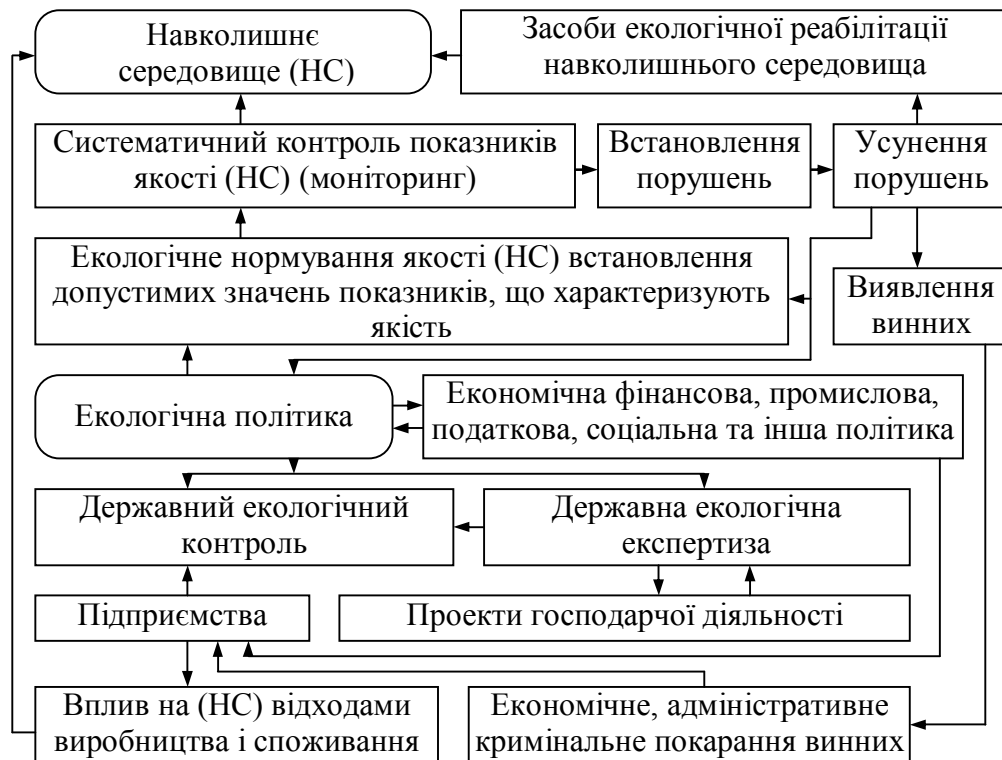 Навколишнє
середовище (НС)
Засоби екологічної реабілітації
навколишнього середовища
Систематичний контроль показників
якості (НС) (моніторинг)
Встановлення
порушень
Усунення
порушень
Екологічне нормування якості (НС) встановлення
допустимих значень показників, що характеризують
якість
Виявлення
винних
Екологічна політика
Економічна фінансова, промислова,
податкова, соціальна та інша політика
Державний екологічний
контроль
Державна екологічна
експертиза
Підприємства
Проекти господарчої діяльності
Вплив на (НС) відходами
виробництва і споживання
Економічне, адміністративне
кримінальне покарання винних